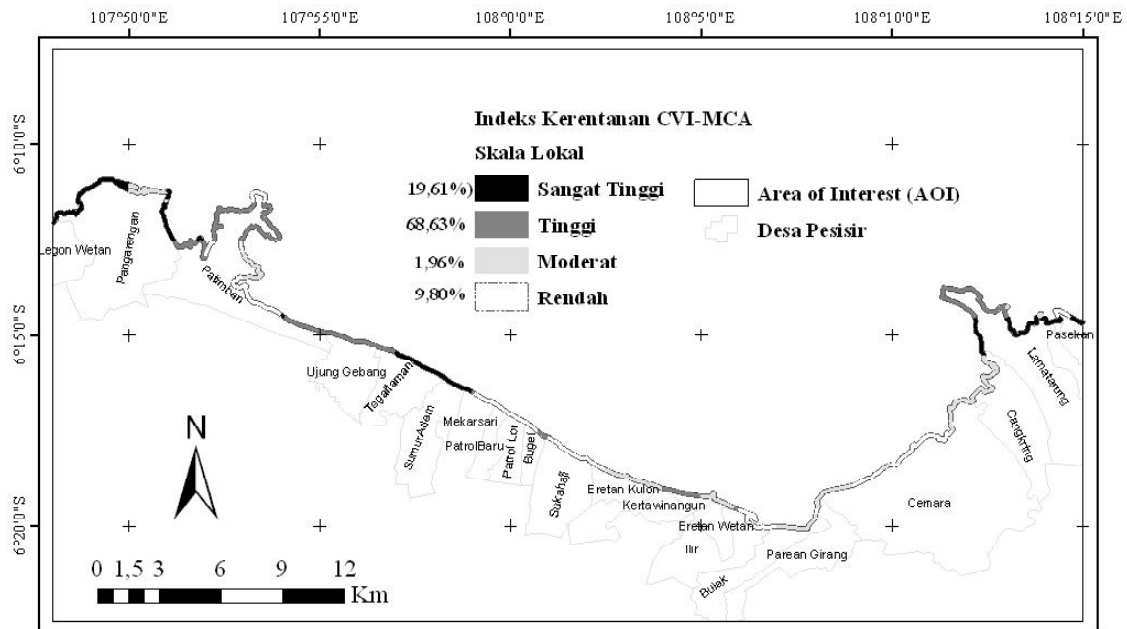 107°50'0"E 107°55'0"E 108°0'0"E 108°5'0"E 108°10'0"E 108°15'0"E
6°10'0"S
6°15'0"S
6°20'0"S
Indeks Kerentanan CVI-MCA
Skala Lokal
19,61%) Sangat Tinggi
68,63% Tinggi
1,96% Moderat
9,80% Rendah
Area of Interest (AOI)
Desa Pesisir
Legon Wetan
Pangarengan
Patimban
Ujung Gebang
Tegaltaman
Sumur Adem
Mekarsari
PatrolBaru
Patrol Lor
Bugel
Sukahaji
Eretan Kulon
Kertawinangun
Eretan Wetan
Ilir
Bulak
Parean Girang
Cemara
Cangkring
Lamatarung
Pasekan
N
0 1,5 3 6 9 12
Km